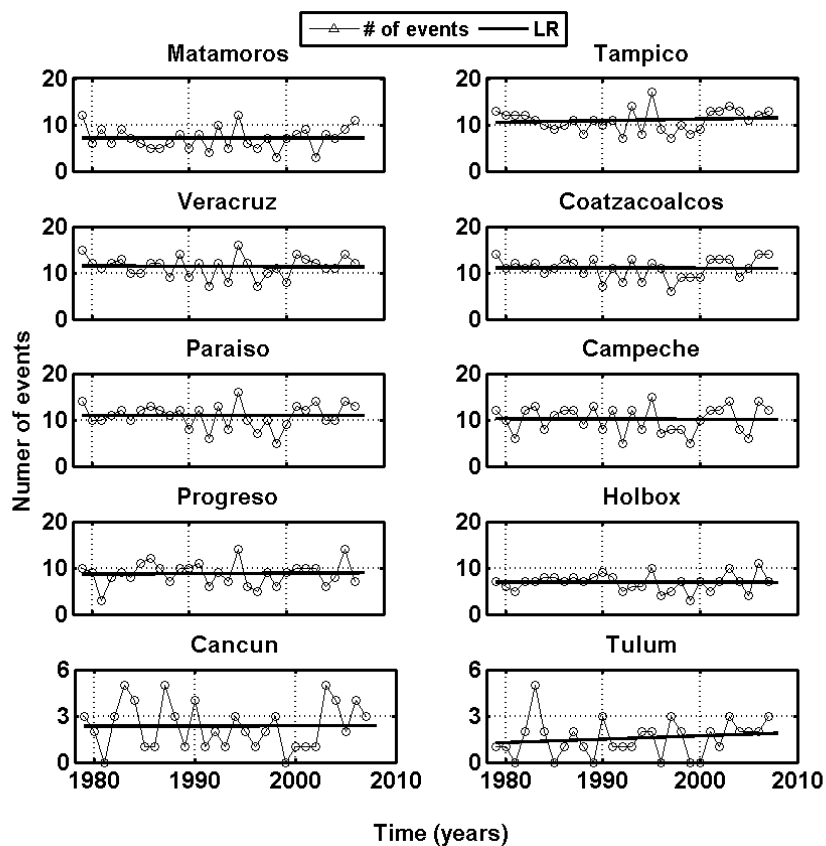 # of events LR
Matamoros Tampico
20 20
10 10
0 0
Veracruz Coatzacoalcos
20 20
10 10
0 0
Paraiso Campeche
20 20
10 10
0 0
Numer of events
Progreso Holbox
20 20
10 10
0 0
Cancun Tulum
6 6
3 3
0 0
1980 1990 2000 2010 1980 1990 2000 2010
Time (years)